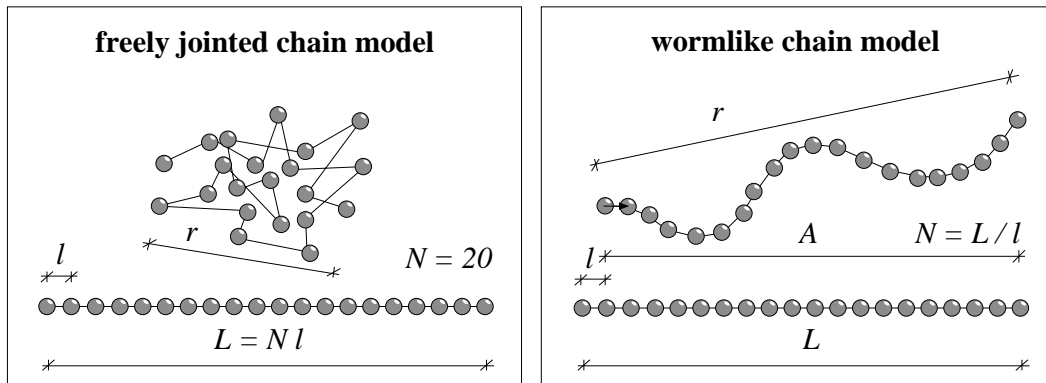 freely jointed chain model
r
l
N = 20
L = N l
wormlike chain model
r
A
N = L / l
l
L